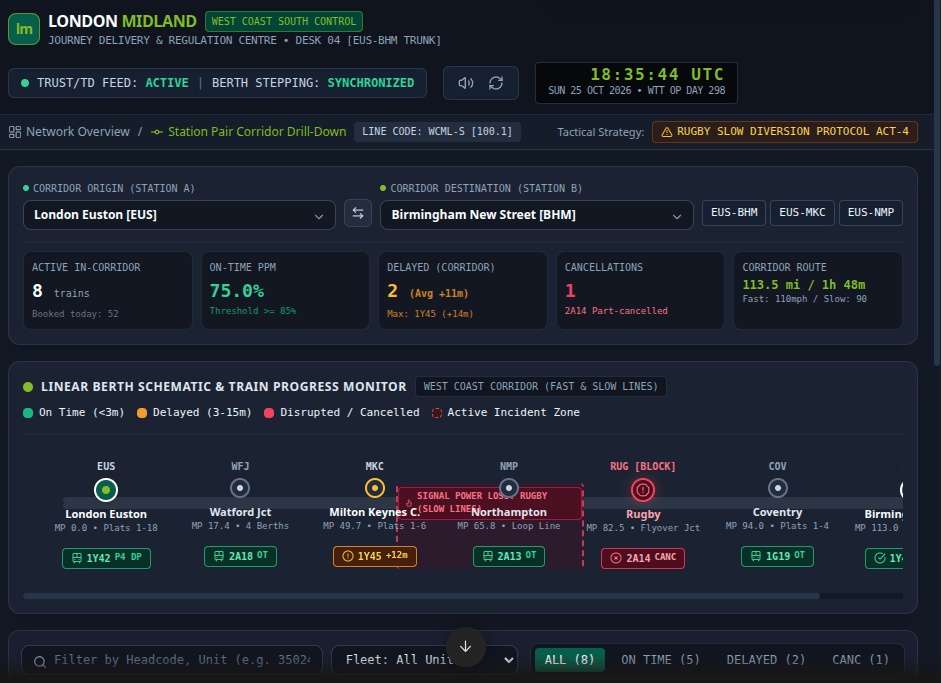 lm LONDON MIDLAND WEST COAST SOUTH CONTROL
JOURNEY DELIVERY & REGULATION CENTRE • DESK 04 [EUS-BHM TRUNK]
TRUST/TD FEED: ACTIVE | BERTH STEPPING: SYNCHRONIZED
18:35:44 UTC
SUN 25 OCT 2026 • WTT OP DAY 298
Network Overview / Station Pair Corridor Drill-Down LINE CODE: WCML-S [100.1] Tactical Strategy: RUGBY SLOW DIVERSION PROTOCOL ACT-4
CORRIDOR ORIGIN (STATION A) CORRIDOR DESTINATION (STATION B)
London Euston [EUS] Birmingham New Street [BHM] EUS-BHM EUS-MKC EUS-NMP
ACTIVE IN-CORRIDOR ON-TIME PPM DELAYED (CORRIDOR) CANCELLATIONS CORRIDOR ROUTE
8 trains 75.0% 2 (Avg +11m) 1 113.5 mi / 1h 48m
Booked today: 52 Threshold >= 85% Max: 1Y45 (+14m) 2A14 Part-cancelled Fast: 110mph / Slow: 90
LINEAR BERTH SCHEMATIC & TRAIN PROGRESS MONITOR WEST COAST CORRIDOR (FAST & SLOW LINES)
On Time (<3m) Delayed (3-15m) Disrupted / Cancelled Active Incident Zone
EUS WFJ MKC NMP RUG [BLOCK] COV
SIGNAL POWER LOSS RUGBY
(SLOW LINES)
London Euston Watford Jct Milton Keynes C. Northampton Rugby Coventry Birmin
MP 0.0 • Plats 1-18 MP 17.4 • 4 Berths MP 49.7 • Plats 1-6 MP 65.8 • Loop Line MP 82.5 • Flyover Jct MP 94.0 • Plats 1-4 MP 113.0
1Y42 P4 DP 2A18 OT 1Y45 +12m 2A13 OT 2A14 CANC 1G19 OT 1Y4
Filter by Headcode, Unit (e.g. 35024 Fleet: All Unit ALL (8) ON TIME (5) DELAYED (2) CANC (1)